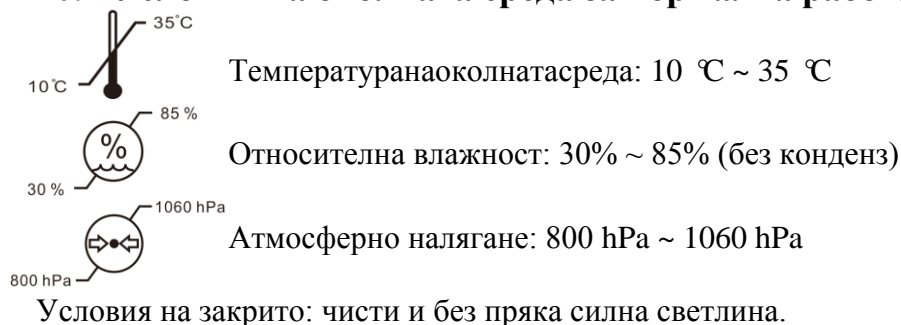 35°C
10°C
Температуранаоколнатасреда: 10 ℃ ~ 35 ℃
85 %
%
30 %
Относителна влажност: 30% ~ 85% (без конденз)
1060 hPa
800 hPa
Атмосферно налягане: 800 hPa ~ 1060 hPa
Условия на закрито: чисти и без пряка силна светлина.